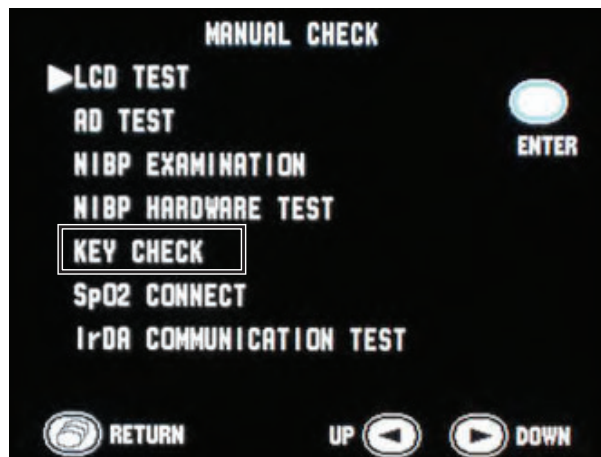 MANUAL CHECK
LCD TEST
AD TEST
ENTER
NIBP EXAMINATION
NIBP HARDWARE TEST
KEY CHECK
SpO2 CONNECT
IrDA COMMUNICATION TEST
RETURN UP DOWN